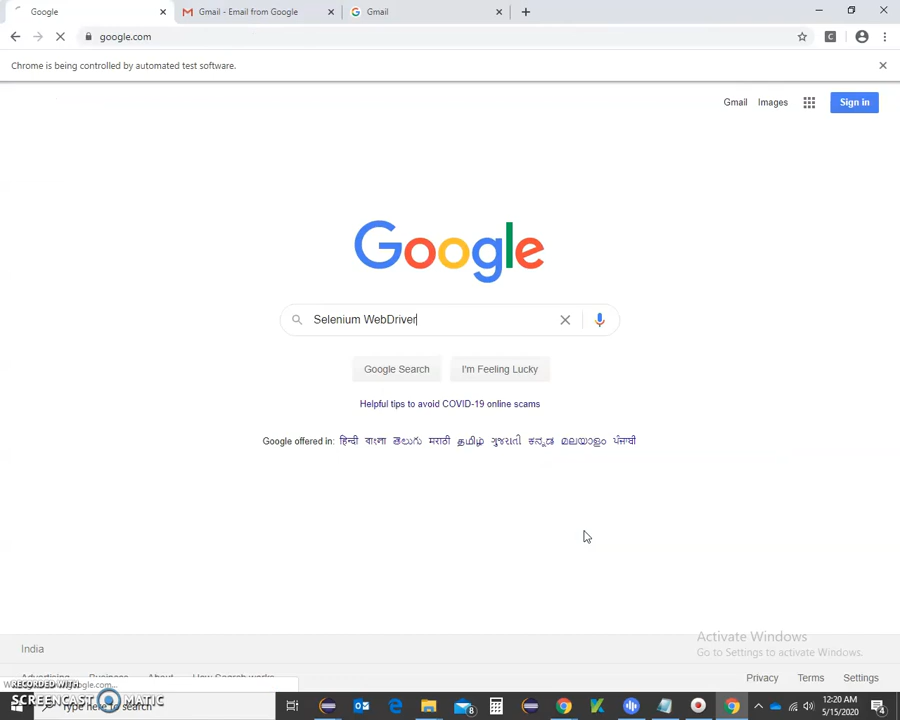 Google
Gmail - Email from Google
Gmail
google.com
Chrome is being controlled by automated test software.
Gmail Images Sign in
Google
Selenium WebDriver
Google Search I'm Feeling Lucky
Helpful tips to avoid COVID-19 online scams
Google offered in: हिन्दी বাংলা తెలుగు मराठी தமிழ் ગુજરાતી ಕನ್ನಡ മലയാളം ਪੰਜਾਬੀ
Activate Windows
Go to Settings to activate Windows.
India
Privacy Terms Settings
RECORDED WITH
SCREENCAST MATIC
Type here to search
8
12:20 AM
5/15/2020
4